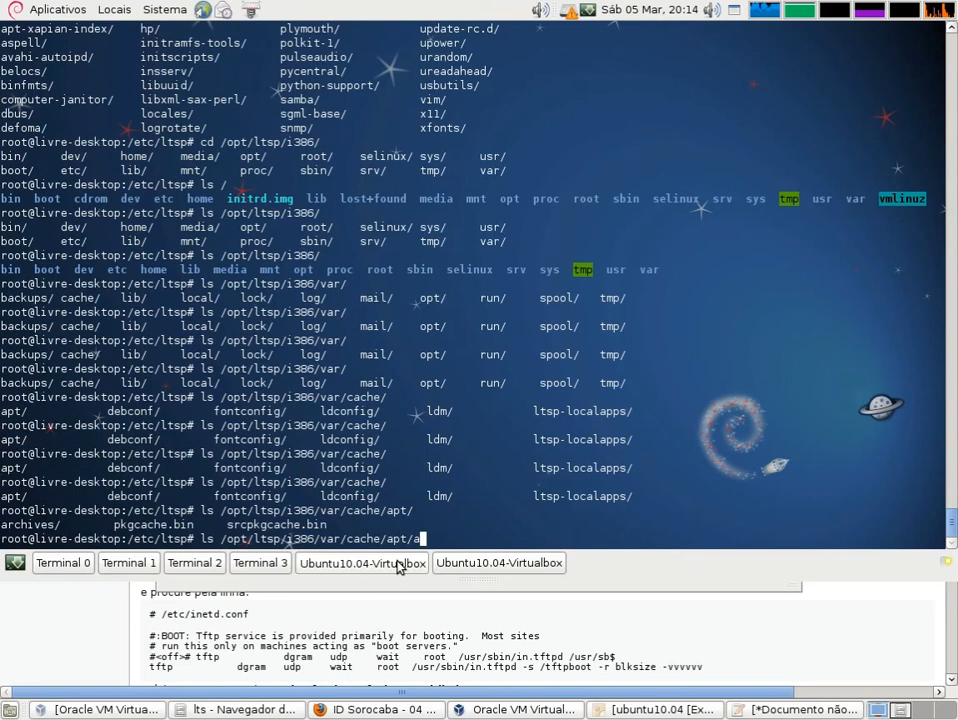 Aplicativos Locais Sistema Sáb 05 Mar, 20:14
apt-xapian-index/ hp/ plymouth/ update-rc.d/
aspell/ initramfs-tools/ polkit-1/ upower/
avahi-autoipd/ initscripts/ pulseaudio/ urandom/
belocs/ insserv/ pycentral/ ureadahead/
binfmts/ libuuid/ python-support/ usbutils/
computer-janitor/ libxml-sax-perl/ samba/ vim/
dbus/ locales/ sgml-base/ x11/
defoma/ logrotate/ snmp/ xfonts/
root@livre-desktop:/etc/ltsp# cd /opt/ltsp/i386/
bin/ dev/ home/ media/ opt/ root/ selinux/ sys/ usr/
boot/ etc/ lib/ mnt/ proc/ sbin/ srv/ tmp/ var/
root@livre-desktop:/etc/ltsp# ls /
bin boot cdrom dev etc home initrd.img lib lost+found media mnt opt proc root sbin selinux srv sys tmp usr var vmlinuz
root@livre-desktop:/etc/ltsp# ls /opt/ltsp/i386/
bin/ dev/ home/ media/ opt/ root/ selinux/ sys/ usr/
boot/ etc/ lib/ mnt/ proc/ sbin/ srv/ tmp/ var/
root@livre-desktop:/etc/ltsp# ls /opt/ltsp/i386/
bin boot dev etc home lib media mnt opt proc root sbin selinux srv sys tmp usr var
root@livre-desktop:/etc/ltsp# ls /opt/ltsp/i386/var/
backups/ cache/ lib/ local/ lock/ log/ mail/ opt/ run/ spool/ tmp/
root@livre-desktop:/etc/ltsp# ls /opt/ltsp/i386/var/
backups/ cache/ lib/ local/ lock/ log/ mail/ opt/ run/ spool/ tmp/
root@livre-desktop:/etc/ltsp# ls /opt/ltsp/i386/var/
backups/ cache/ lib/ local/ lock/ log/ mail/ opt/ run/ spool/ tmp/
root@livre-desktop:/etc/ltsp# ls /opt/ltsp/i386/var/
backups/ cache/ lib/ local/ lock/ log/ mail/ opt/ run/ spool/ tmp/
root@livre-desktop:/etc/ltsp# ls /opt/ltsp/i386/var/cache/
apt/ debconf/ fontconfig/ ldconfig/ ldm/ ltsp-localapps/
root@livre-desktop:/etc/ltsp# ls /opt/ltsp/i386/var/cache/
apt/ debconf/ fontconfig/ ldconfig/ ldm/ ltsp-localapps/
root@livre-desktop:/etc/ltsp# ls /opt/ltsp/i386/var/cache/
apt/ debconf/ fontconfig/ ldconfig/ ldm/ ltsp-localapps/
root@livre-desktop:/etc/ltsp# ls /opt/ltsp/i386/var/cache/
apt/ debconf/ fontconfig/ ldconfig/ ldm/ ltsp-localapps/
root@livre-desktop:/etc/ltsp# ls /opt/ltsp/i386/var/cache/apt/
archives/ pkgcache.bin srcpkgcache.bin
root@livre-desktop:/etc/ltsp# ls /opt/ltsp/i386/var/cache/apt/a
Terminal 0 Terminal 1 Terminal 2 Terminal 3 Ubuntu10.04-Virtualbox Ubuntu10.04-Virtualbox
e procure pela linha:
# /etc/inetd.conf
#:BOOT: Tftp service is provided primarily for booting. Most sites
# run this only on machines acting as "boot servers."
#<off># tftp dgram udp wait root /usr/sbin/in.tftpd /usr/sb$
tftp dgram udp wait root /usr/sbin/in.tftpd -s /tftpboot -r blksize -vvvvvv
[Oracle VM Virtua... lts - Navegador d... ID Sorocaba - 04 ... Oracle VM Virtual... [ubuntu10.04 [Ex... [*Documento não...